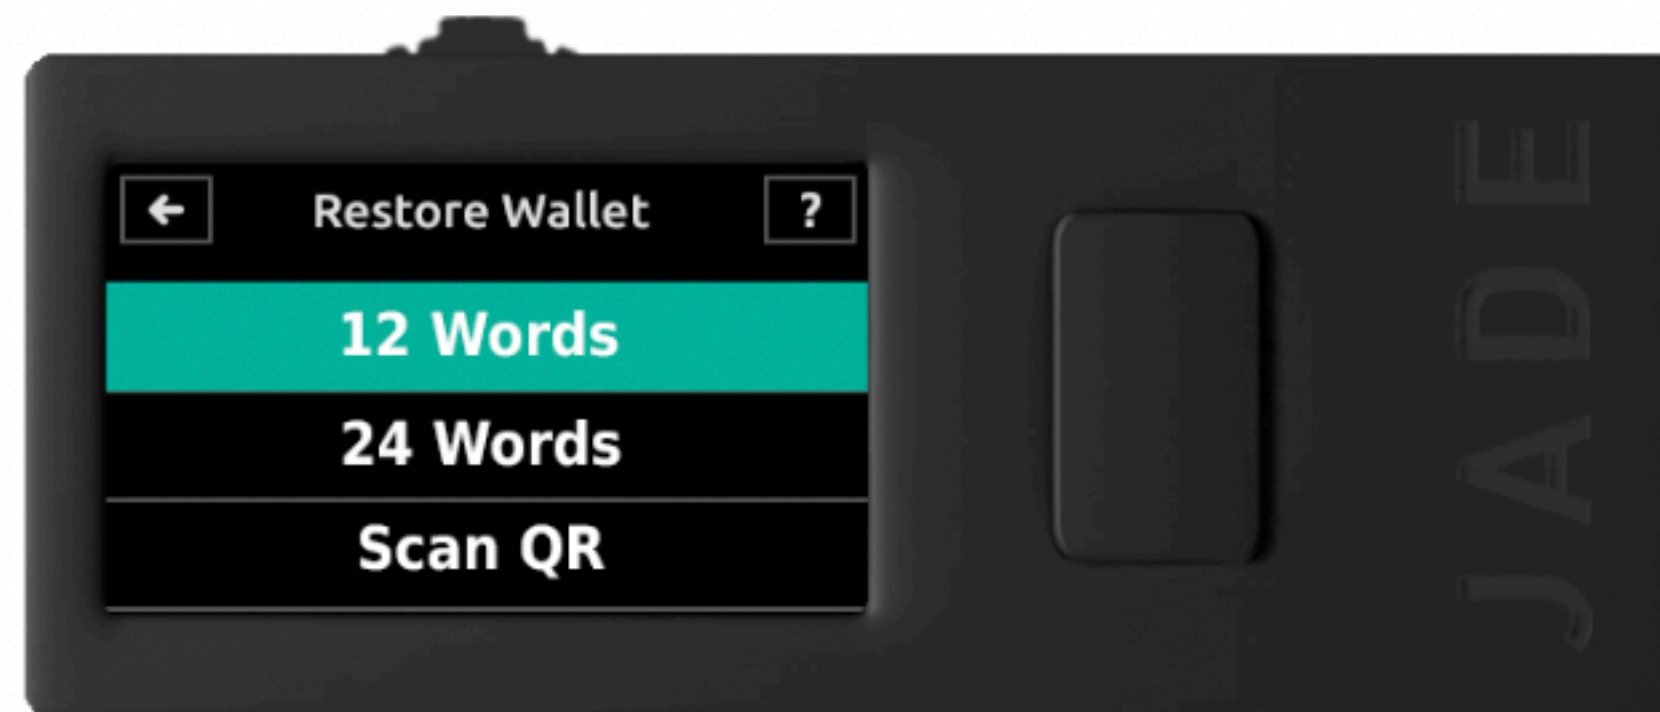 ←
Restore Wallet
?
12 Words
24 Words
Scan QR
JADE